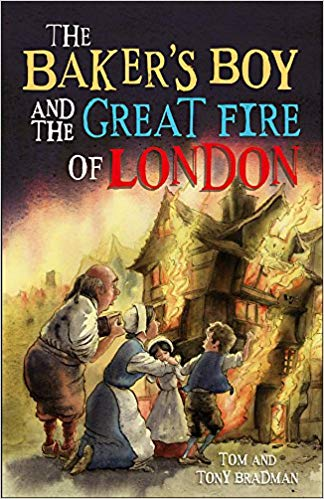 THE
BAKER'S BOY
AND THE GREAT FIRE
OF LONDON
TOM AND
TONY BRADMAN